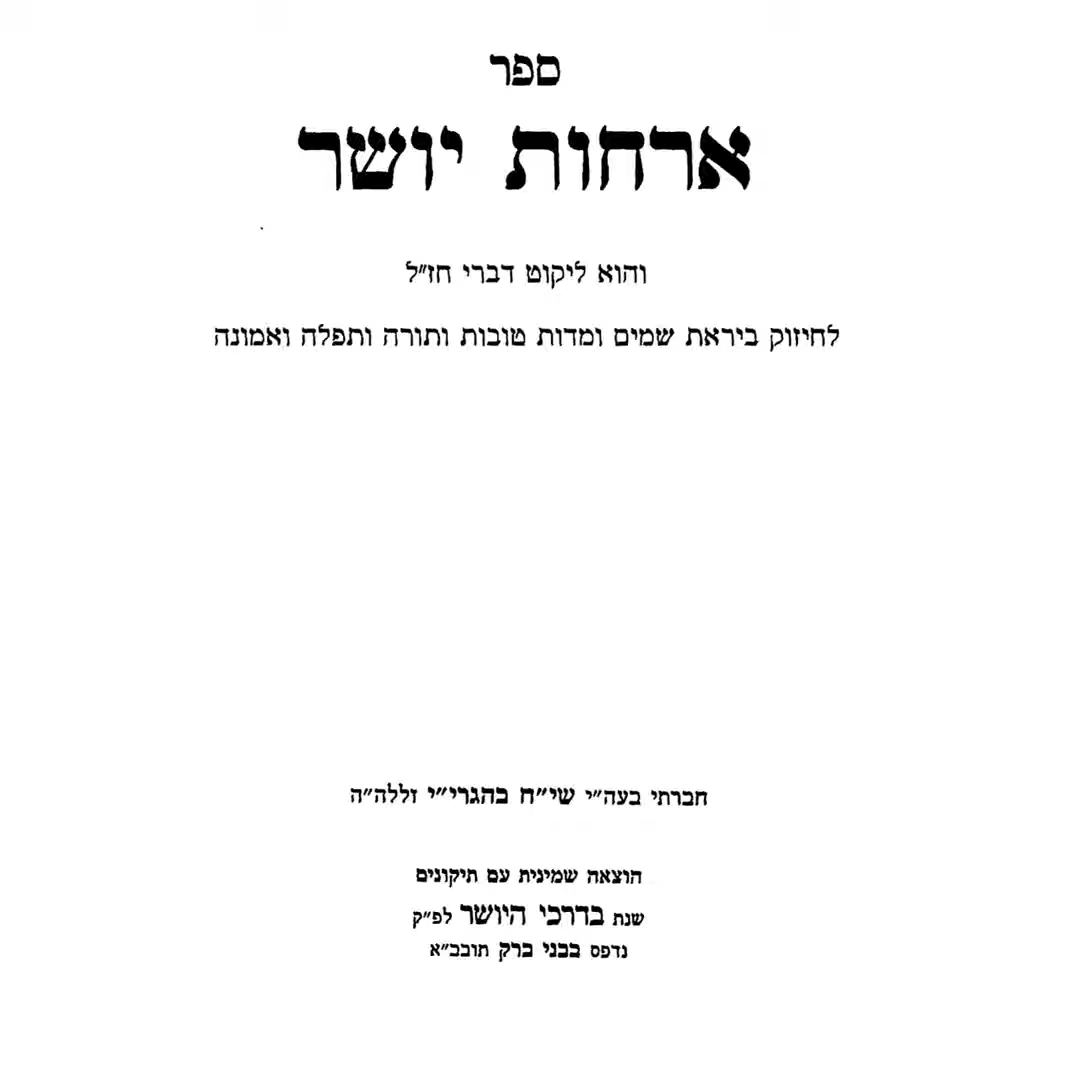 ספר
ארחות יושר
והוא ליקוט דברי חז״ל
לחיזוק ביראת שמים ומדות טובות ותורה ותפלה ואמונה
חברתי בעה״י שי״ח בהגרי״י זללה״ה
הוצאה שמינית עם תיקונים
שנת בדרכי היושר לפ״ק
נדפס בבני ברק תובב״א